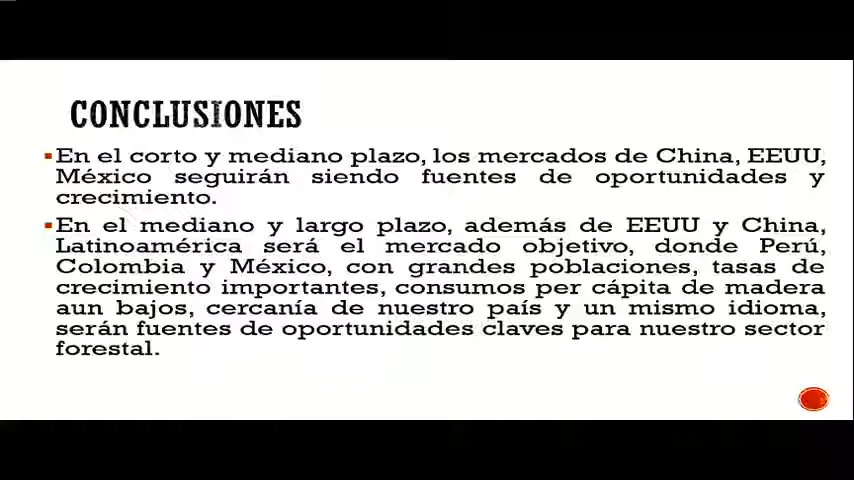 CONCLUSIONES
▪En el corto y mediano plazo, los mercados de China, EEUU,
México seguirán siendo fuentes de oportunidades y
crecimiento.
▪En el mediano y largo plazo, además de EEUU y China,
Latinoamérica será el mercado objetivo, donde Perú,
Colombia y México, con grandes poblaciones, tasas de
crecimiento importantes, consumos per cápita de madera
aun bajos, cercanía de nuestro país y un mismo idioma,
serán fuentes de oportunidades claves para nuestro sector
forestal.